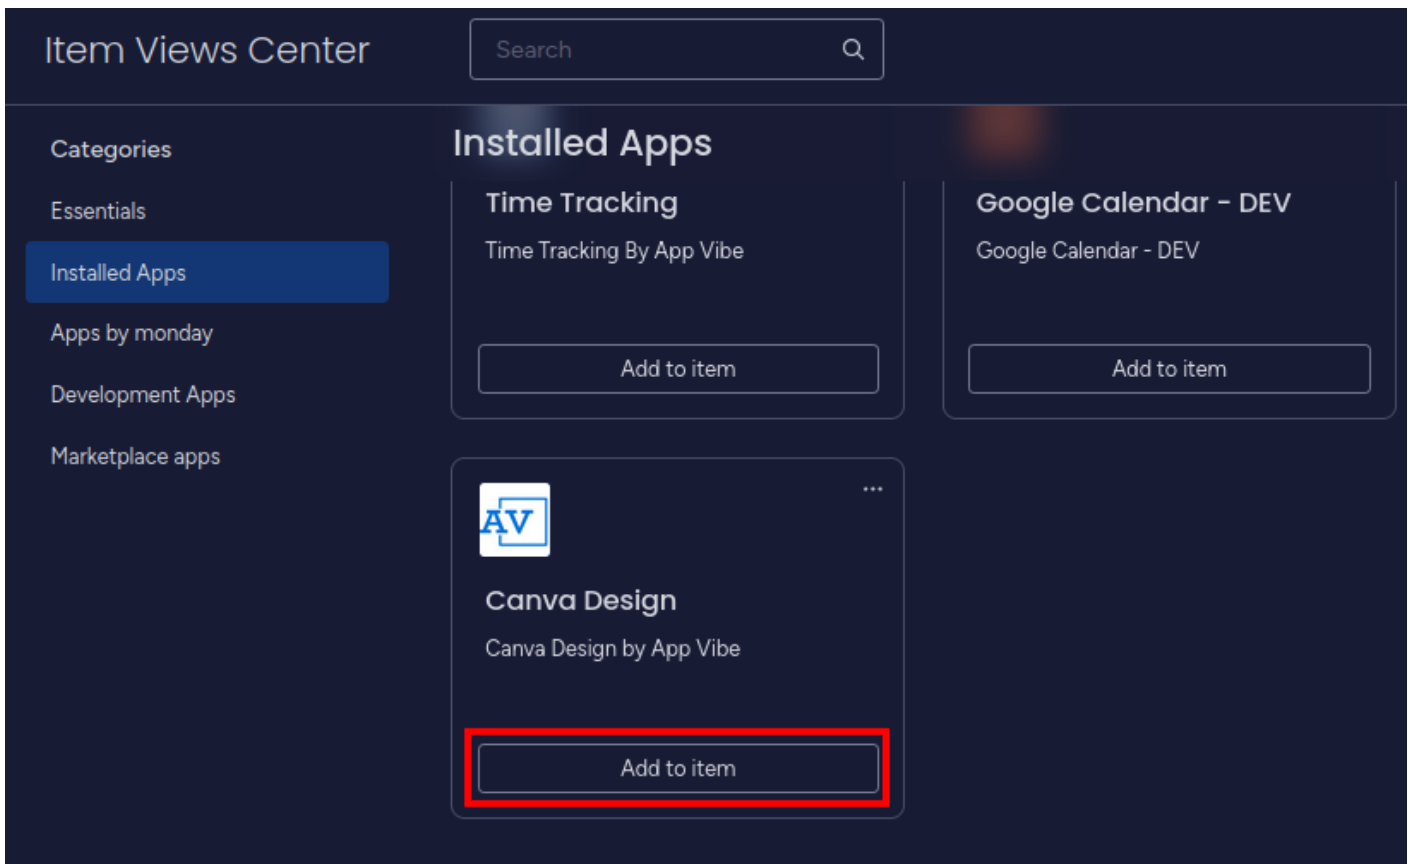 Item Views Center
Search
Categories
Essentials
Installed Apps
Apps by monday
Development Apps
Marketplace apps
Installed Apps
Time Tracking
Time Tracking By App Vibe
Add to item
Google Calendar - DEV
Google Calendar - DEV
Add to item
AV
Canva Design
Canva Design by App Vibe
Add to item